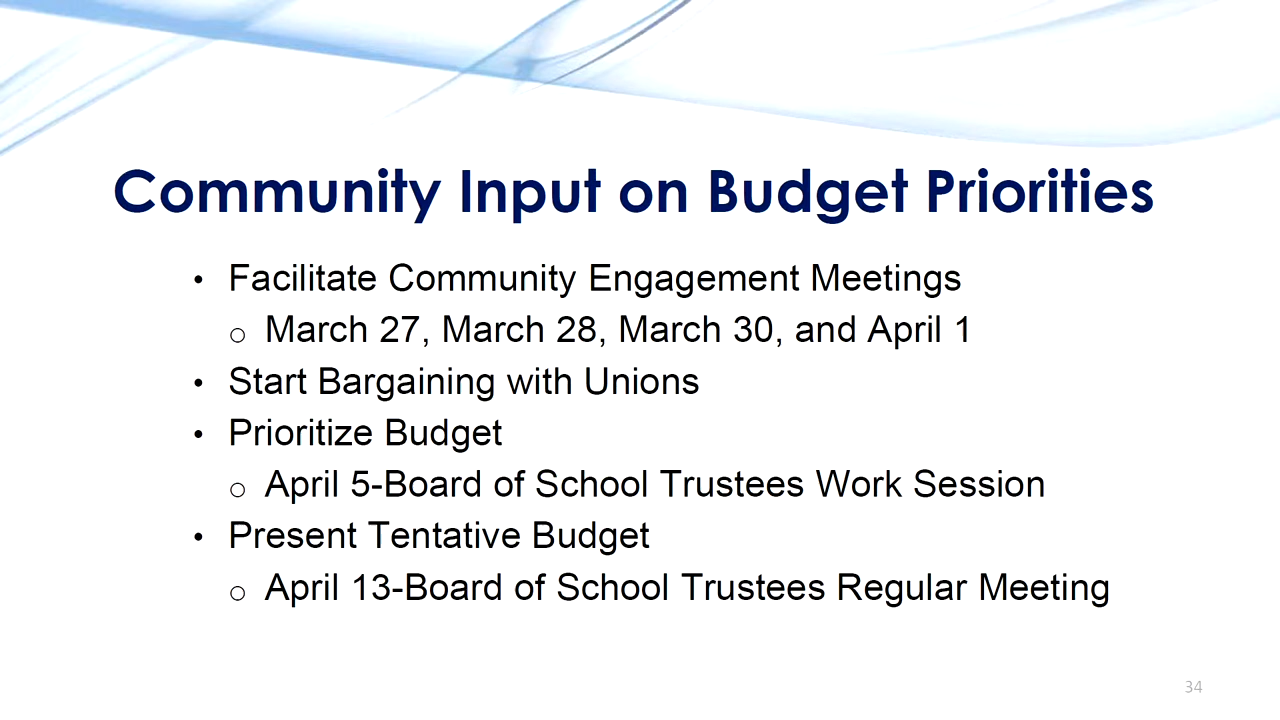 Community Input on Budget Priorities
• Facilitate Community Engagement Meetings
o March 27, March 28, March 30, and April 1
• Start Bargaining with Unions
• Prioritize Budget
o April 5-Board of School Trustees Work Session
• Present Tentative Budget
o April 13-Board of School Trustees Regular Meeting
34